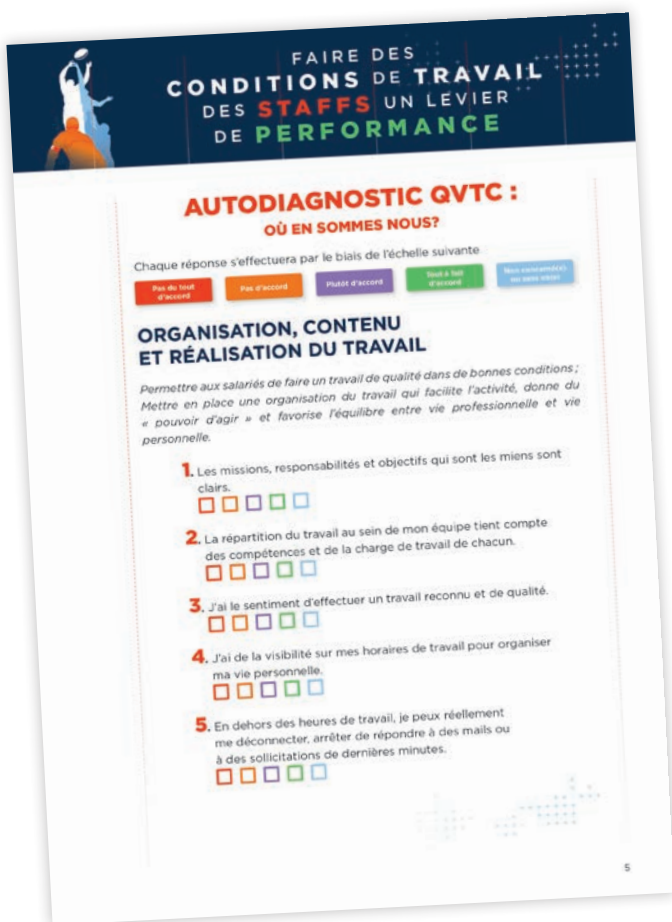 FAIRE DES
CONDITIONS DE TRAVAIL
DES STAFFS UN LEVIER
DE PERFORMANCE
AUTODIAGNOSTIC QVTC :
OÙ EN SOMMES NOUS?
Chaque réponse s'effectuera par le biais de l'échelle suivante
Pas du tout
d'accord
Pas d'accord
Plutôt d'accord
Tout à fait
d'accord
Non concerné(e)
ou sans
ORGANISATION, CONTENU
ET RÉALISATION DU TRAVAIL
Permettre aux salariés de faire un travail de qualité dans de bonnes conditions ;
Mettre en place une organisation du travail qui facilite l'activité, donne du
« pouvoir d'agir » et favorise l'équilibre entre vie professionnelle et vie
personnelle.
1. Les missions, responsabilités et objectifs qui sont les miens sont
clairs.
2. La répartition du travail au sein de mon équipe tient compte
des compétences et de la charge de travail de chacun.
3. J'ai le sentiment d'effectuer un travail reconnu et de qualité.
4. J'ai de la visibilité sur mes horaires de travail pour organiser
ma vie personnelle.
5. En dehors des heures de travail, je peux réellement
me déconnecter, arrêter de répondre à des mails ou
à des sollicitations de dernières minutes.
5